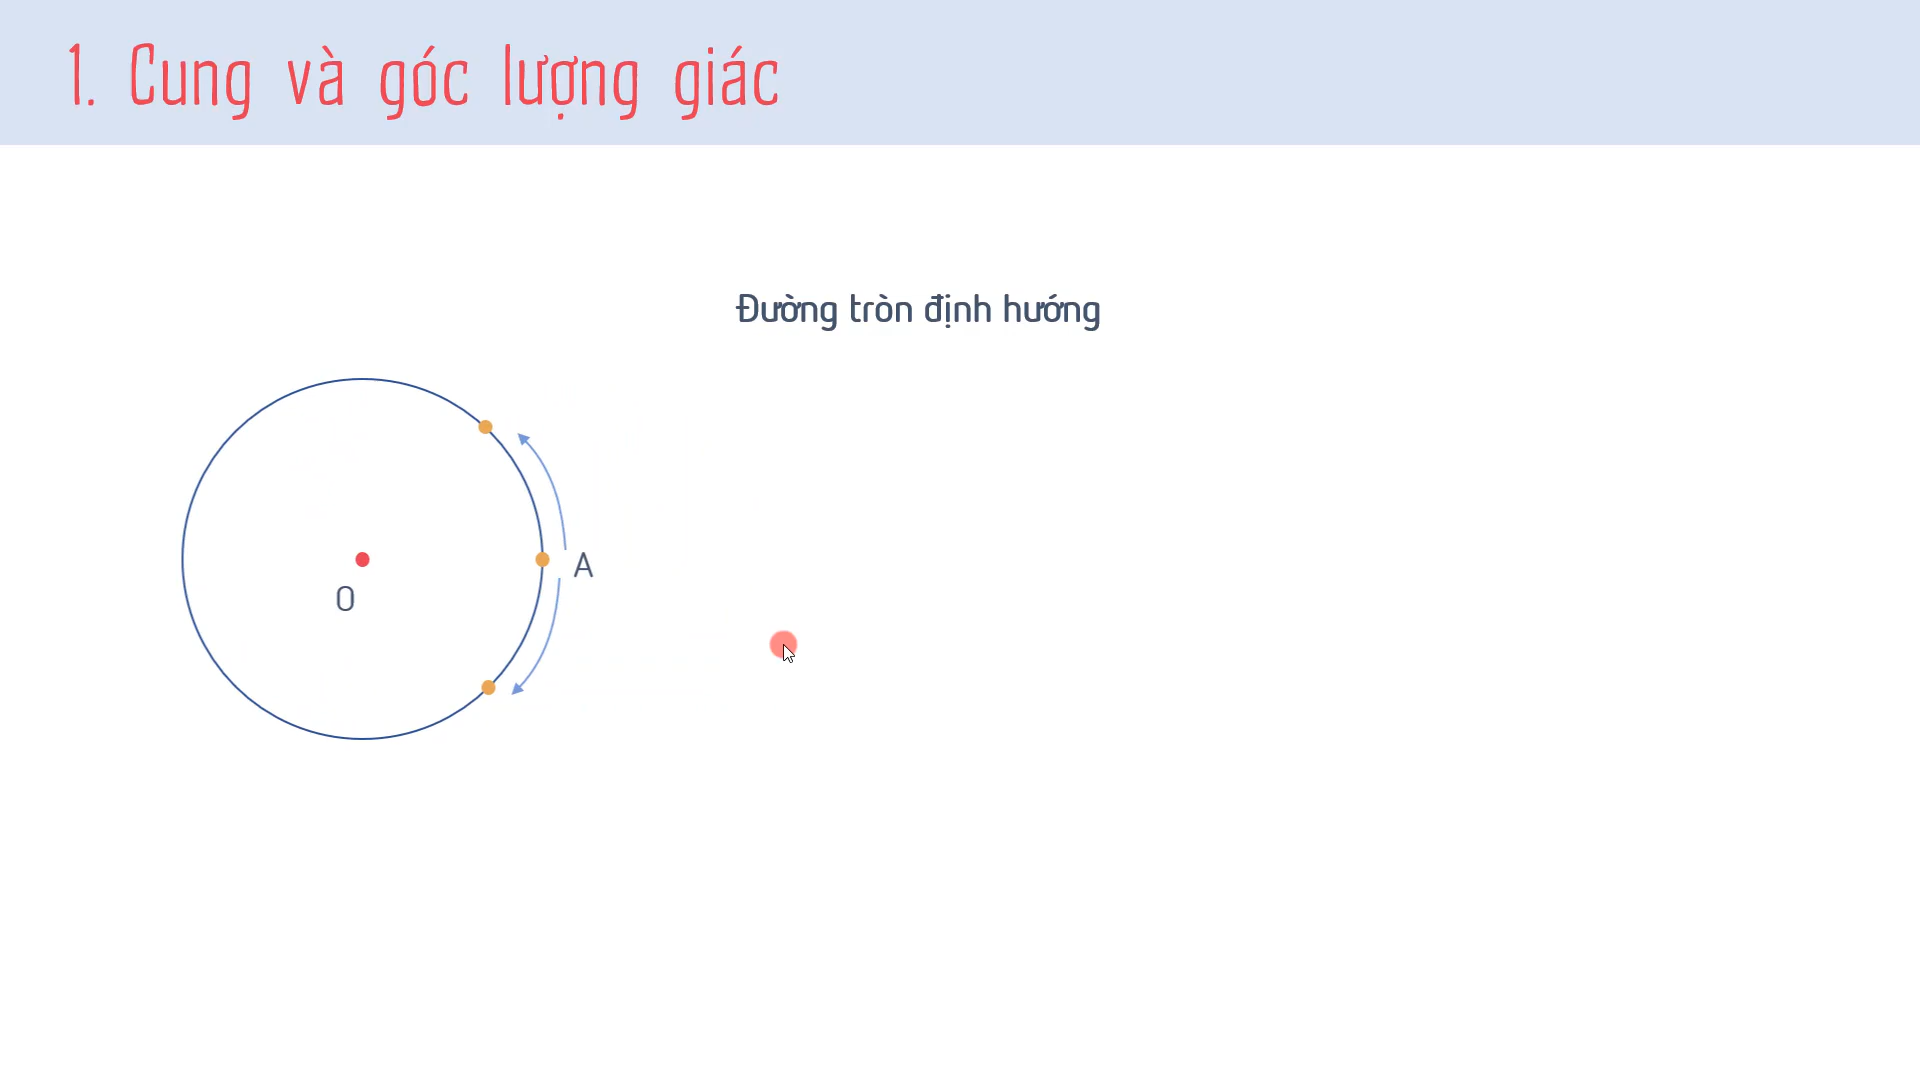 1. Cung và góc lượng giác
Đường tròn định hướng
A
O